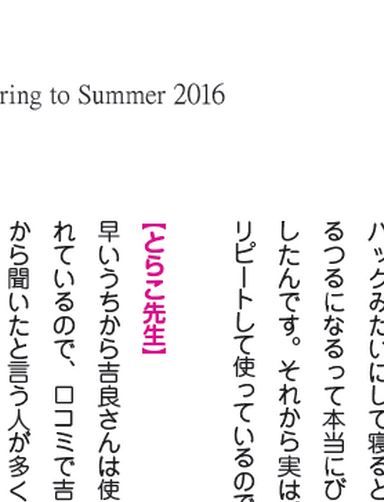 ring to Summer 2016
パックみたいにして寝ると
るつるになるって本当にび
したんです。それから実は
リピートして使っているので
【とらこ先生】
早いうちから吉良さんは使
れているので、口コミで吉
から聞いたと言う人が多く